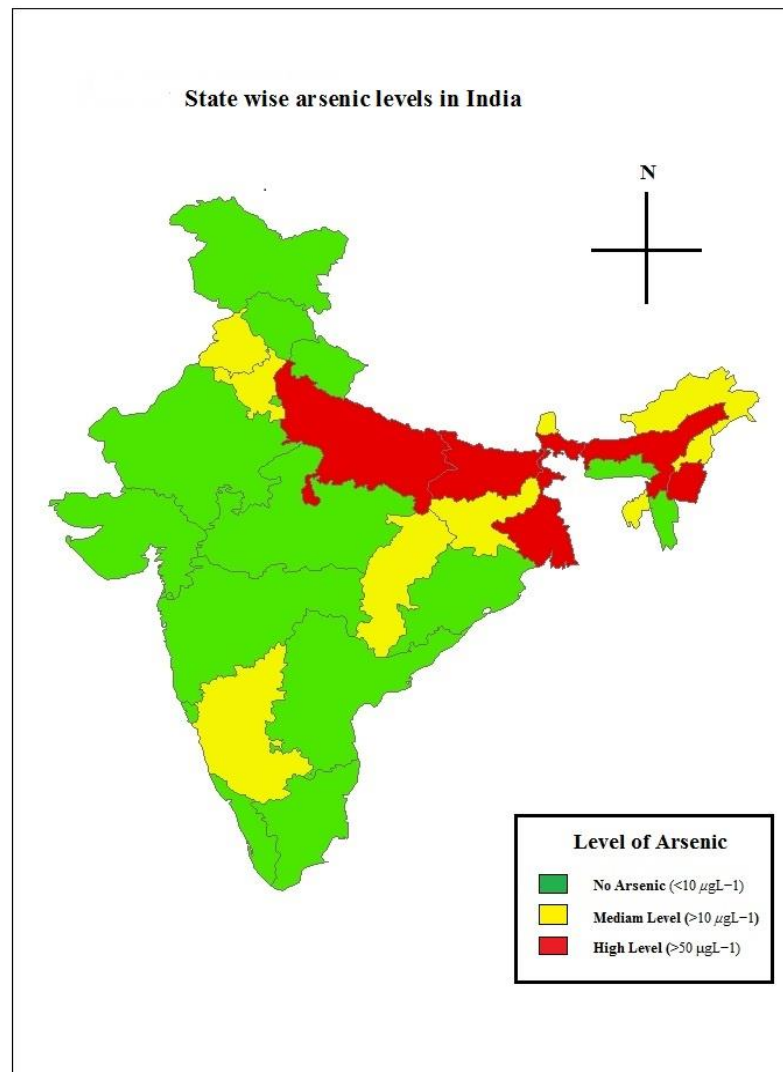 State wise arsenic levels in India
N
Level of Arsenic
No Arsenic (<10 μgL−1)
Mediam Level (>10 μgL−1)
High Level (>50 μgL−1)